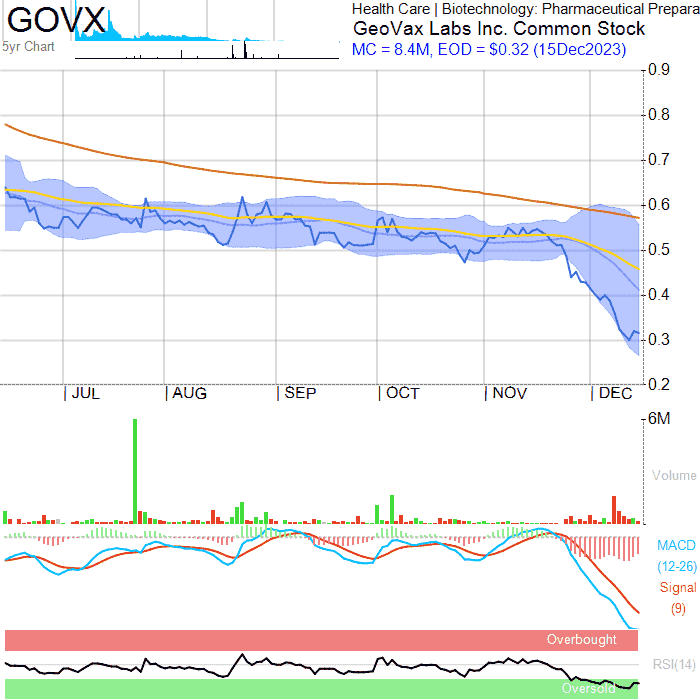 GOVX
5yr Chart
Health Care | Biotechnology: Pharmaceutical Prepara
GeoVax Labs Inc. Common Stock
MC = 8.4M, EOD = $0.32 (15Dec2023)
0.9
0.8
0.7
0.6
0.5
0.4
0.3
0.2
JUL AUG SEP OCT NOV DEC
6M
Volume
MACD
(12-26)
Signal
(9)
Overbought
RSI(14)
Oversold